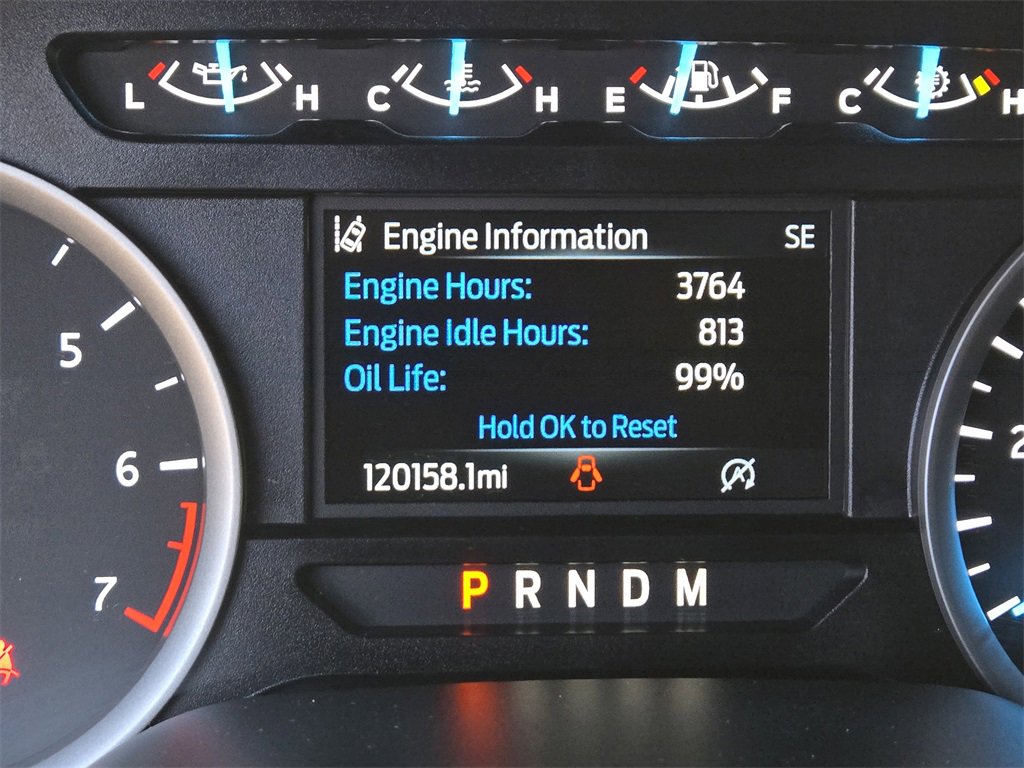 L H C H E F C H
Engine Information SE
Engine Hours: 3764
Engine Idle Hours: 813
Oil Life: 99%
Hold OK to Reset
120158.1mi
P R N D M
5
6
7
2